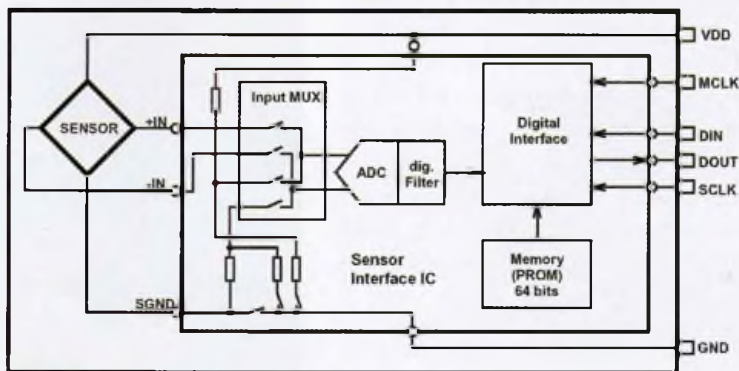 VDD
MCLK
DIN
DOUT
SCLK
GND
SENSOR
+IN
-IN
SGND
Input MUX
ADC
dig.
Filter
Digital
Interface
Memory
(PROM)
64 bits
Sensor
Interface IC